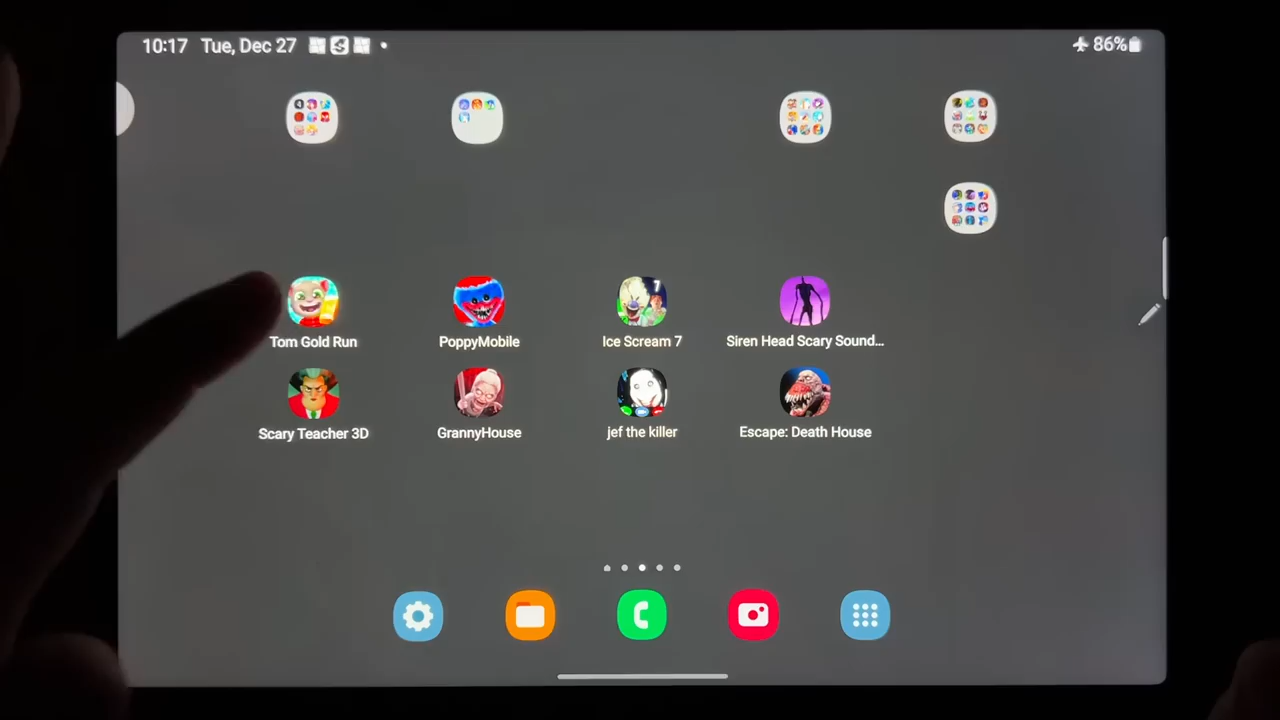 10:17 Tue, Dec 27
86%
7
Tom Gold Run
PoppyMobile
Ice Scream 7
Siren Head Scary Sound...
Scary Teacher 3D
GrannyHouse
jef the killer
Escape: Death House